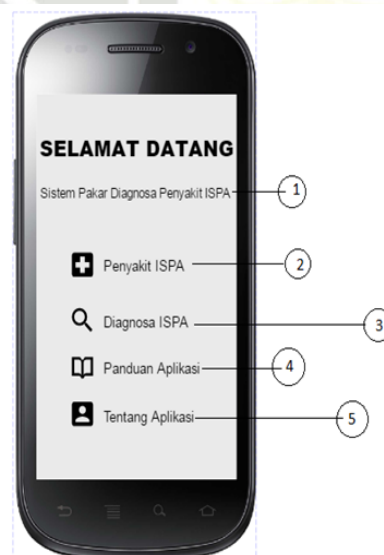 SELAMAT DATANG
Sistem Pakar Diagnosa Penyakit ISPA
1
Penyakit ISPA
2
Diagnosa ISPA
3
Panduan Aplikasi
4
Tentang Aplikasi
5